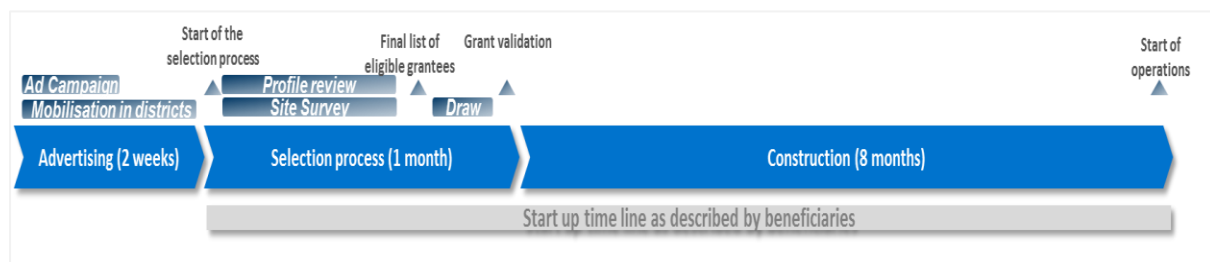 Start of the
selection process
Final list of
eligible grantees
Grant validation
Start of
operations
Ad Campaign
Profile review
Mobilisation in districts
Site Survey
Draw
Advertising (2 weeks)
Selection process (1 month)
Construction (8 months)
Start up time line as described by beneficiaries